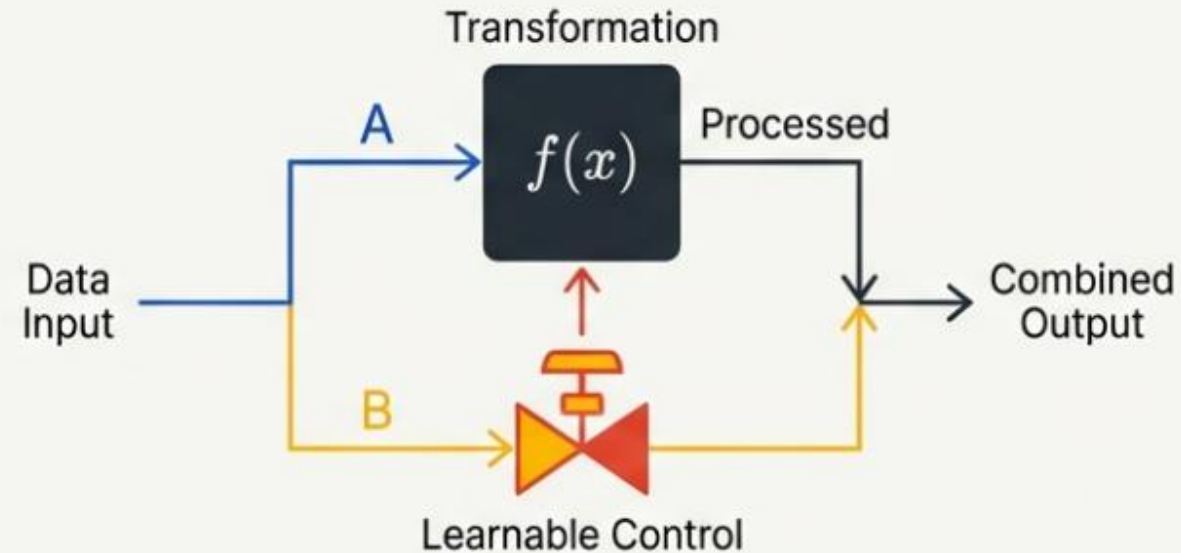 Transformation
A
f(x)
Processed
Data
Input
Combined
Output
B
Learnable Control